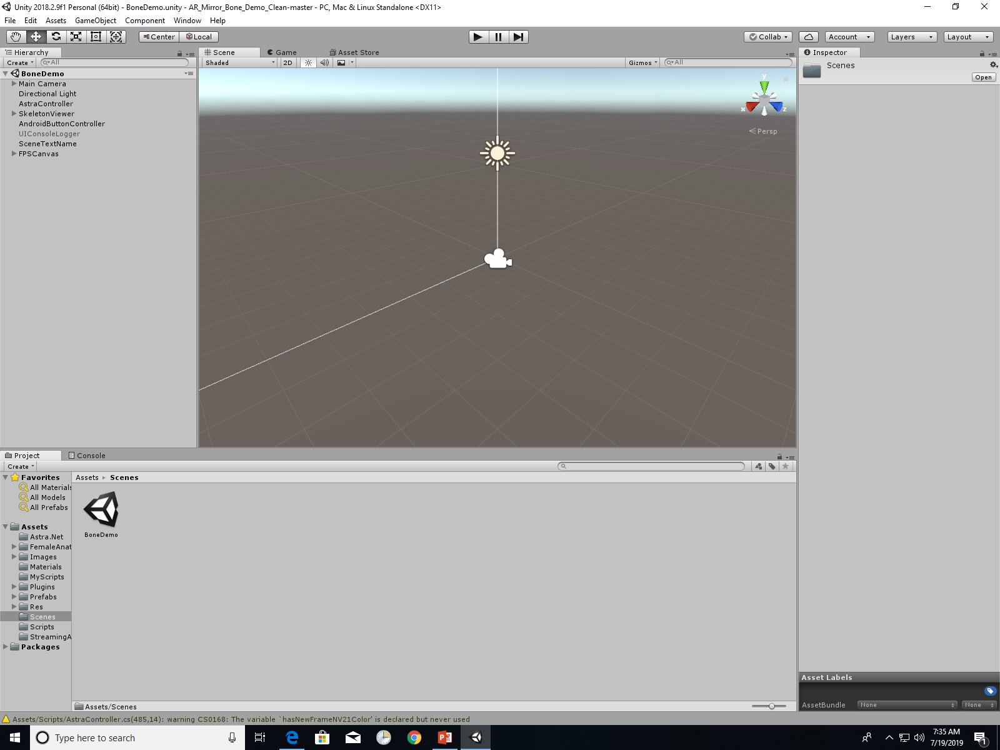 Unity 2018.2.9f1 Personal (64bit) - BoneDemo.unity - AR_Mirror_Bone_Demo_Clean-master - PC, Mac & Linux Standalone <DX11>
File Edit Assets GameObject Component Window Help
Center Local Collab Account Layers Layout
Hierarchy
Create All
BoneDemo
Main Camera
Directional Light
AstraController
SkeletonViewer
AndroidButtonController
UIConsoleLogger
SceneTextName
FPSCanvas
Scene Game Asset Store
Shaded 2D Gizmos All
y
x z
Persp
Inspector
Scenes
Open
Project Console
Create
Favorites
All Materials
All Models
All Prefabs
Assets
Astra.Net
FemaleAnat
Images
Materials
MyScripts
Plugins
Prefabs
Res
Scenes
Scripts
StreamingA
Packages
Assets Scenes
BoneDemo
Assets/Scenes
Asset Labels
AssetBundle None None
Assets/Scripts/AstraController.cs(485,14): warning CS0168: The variable `hasNewFrameNV21Color' is declared but never used
Type here to search
7:35 AM
7/19/2019
1